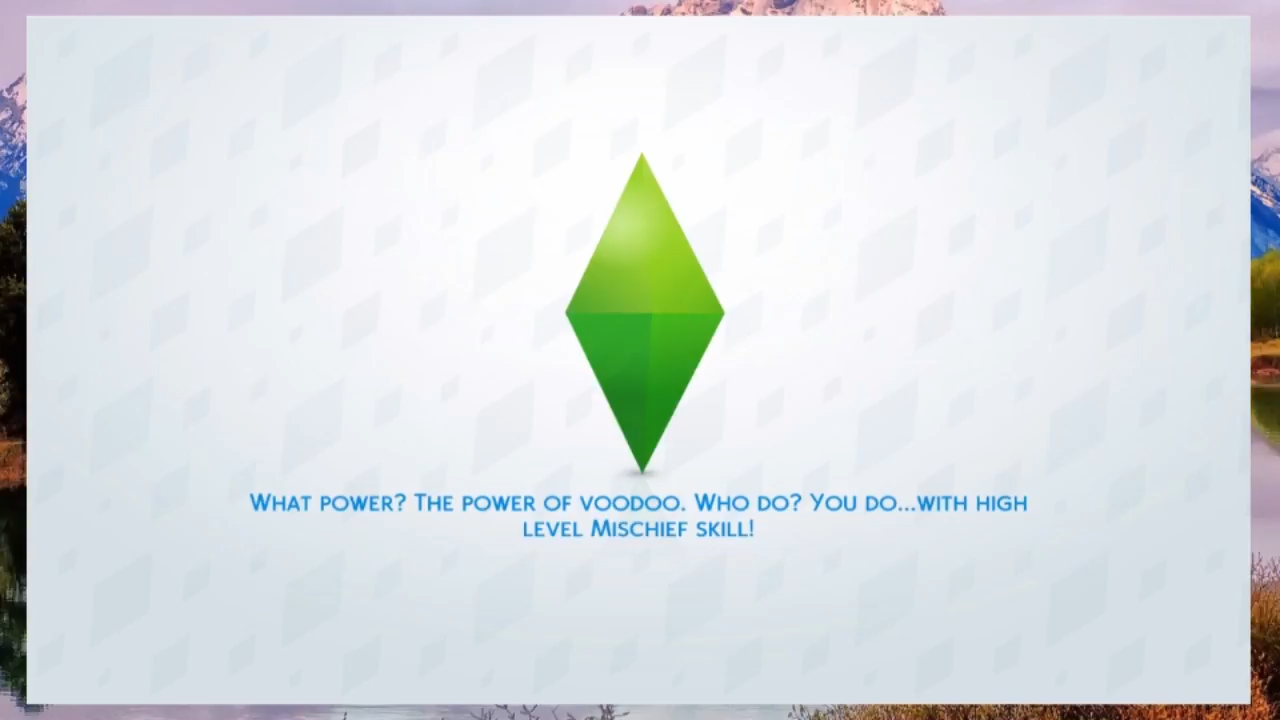 What power? The power of voodoo. Who do? You do...with high
level Mischief skill!